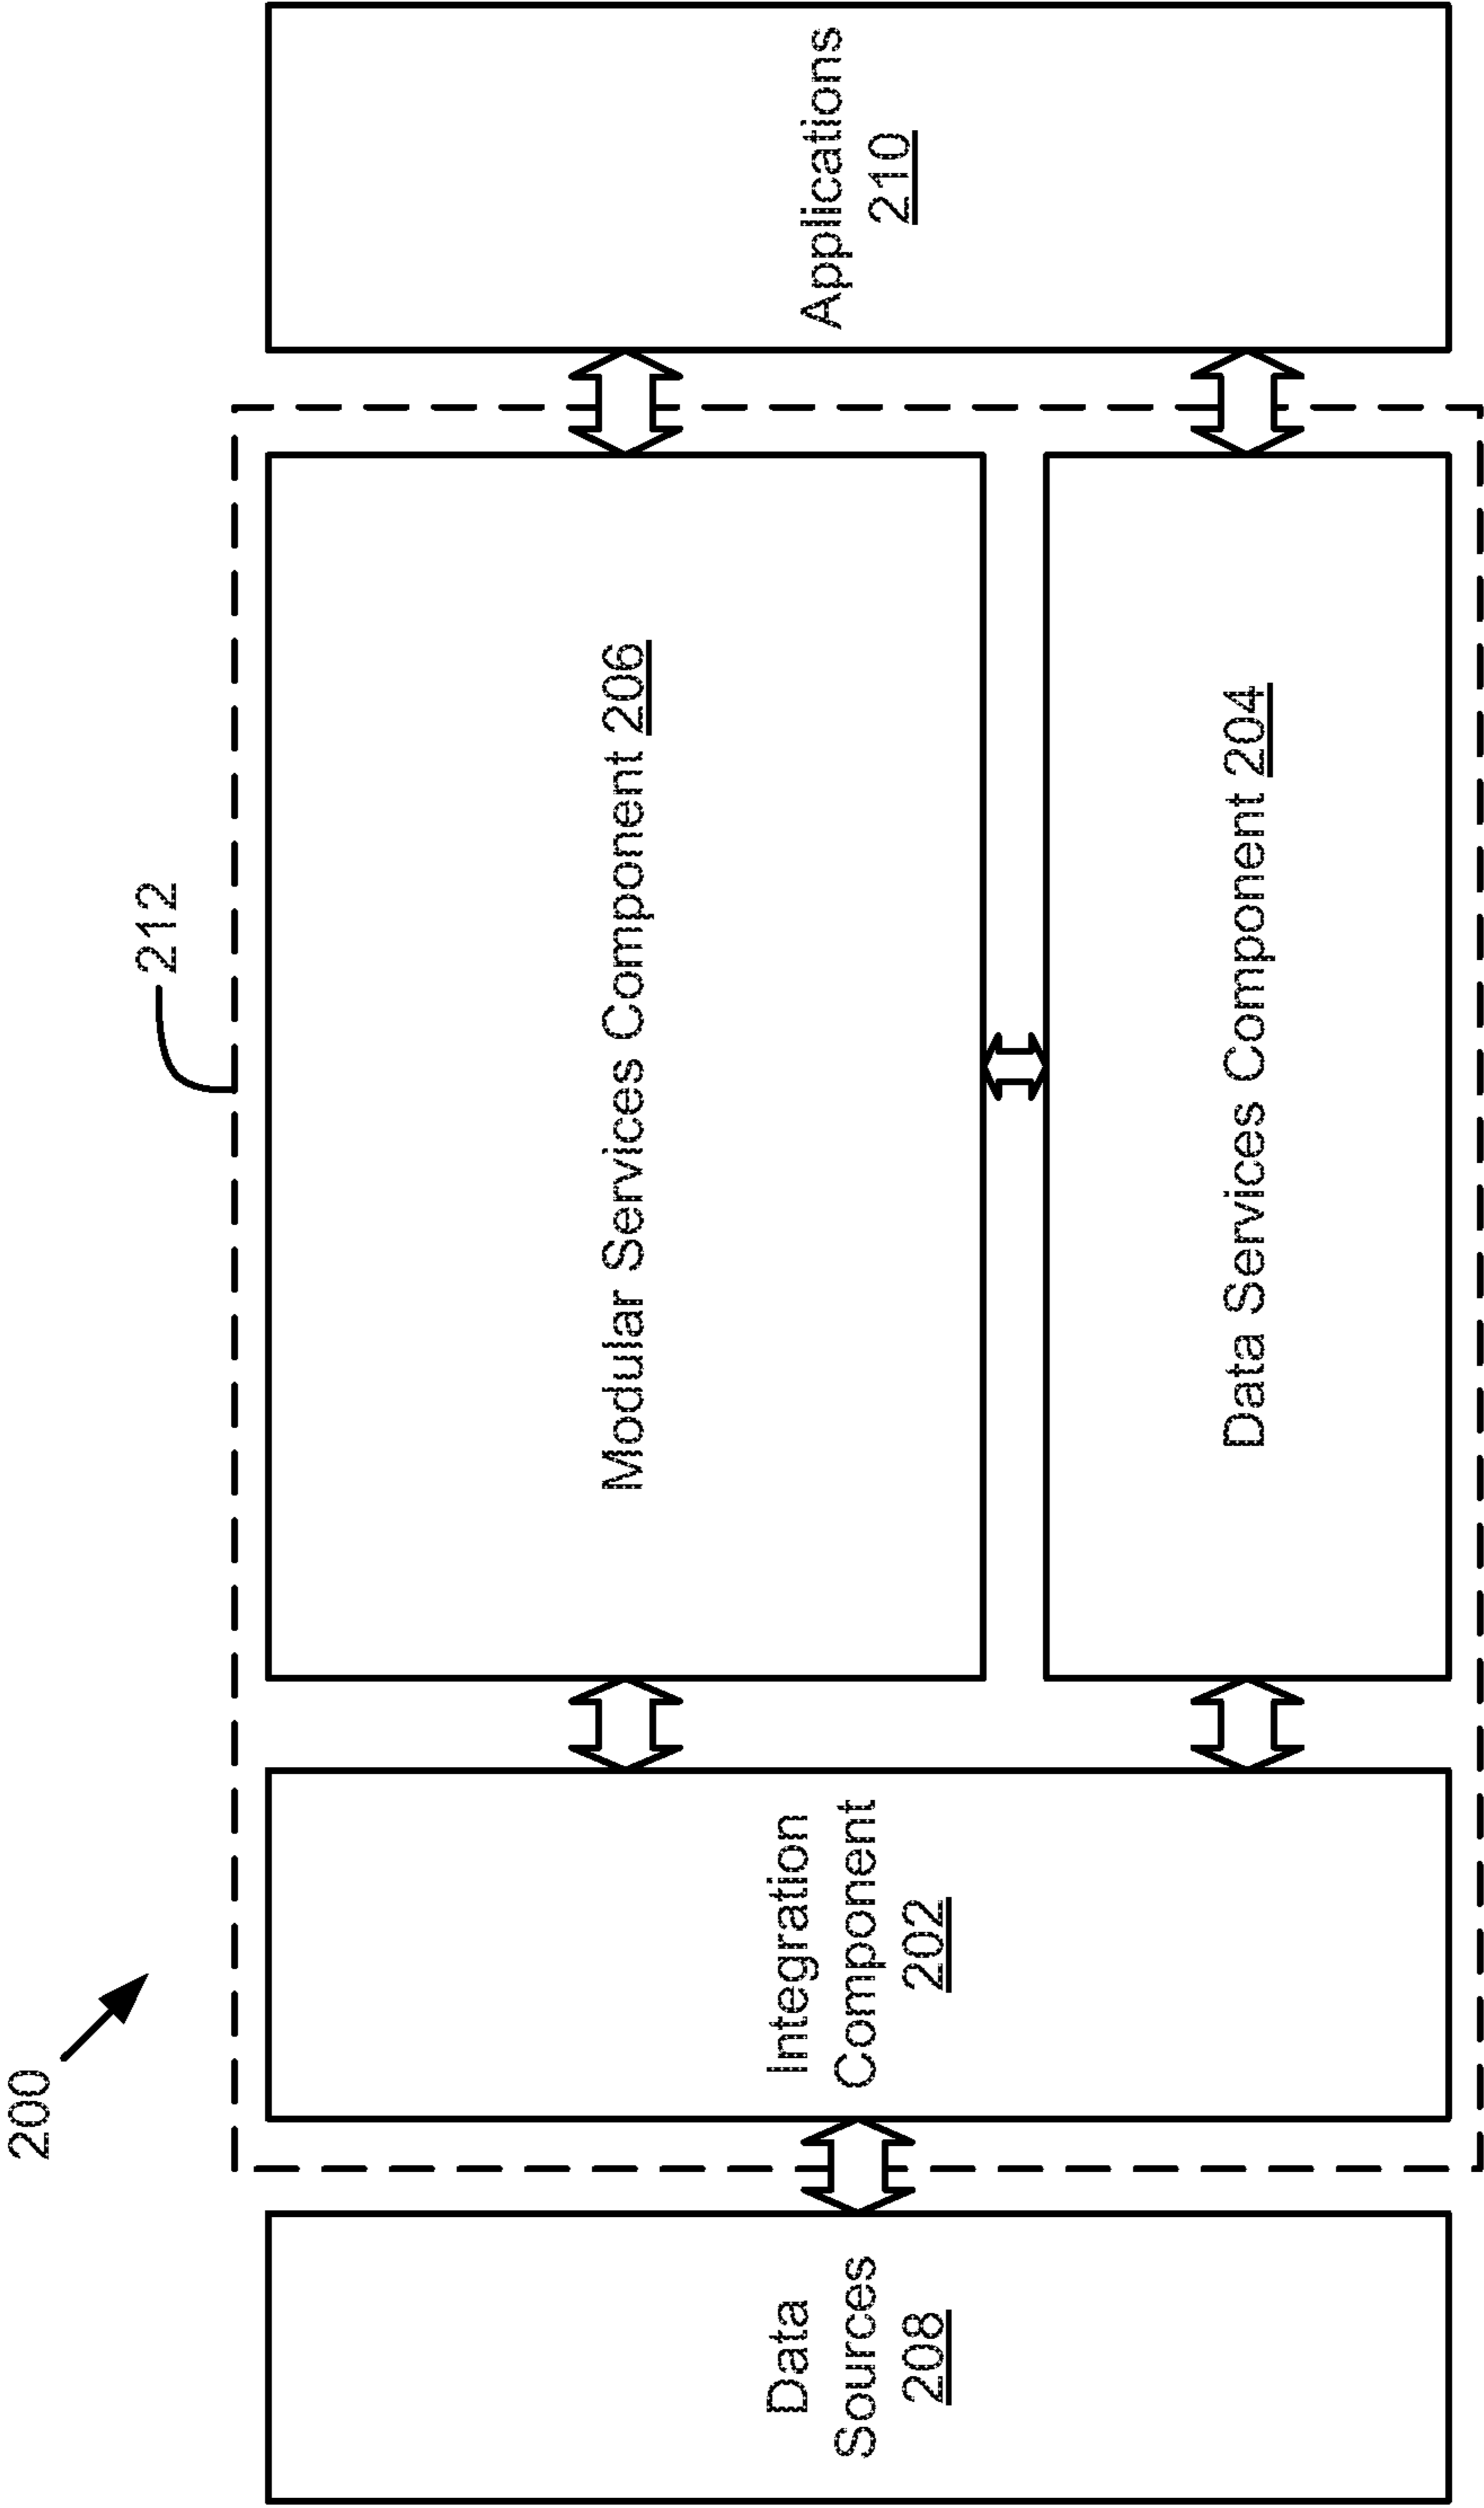 200
212
Data
Sources
208
Integration
Component
202
Modular Services Component 206
Data Services Component 204
Applications
210